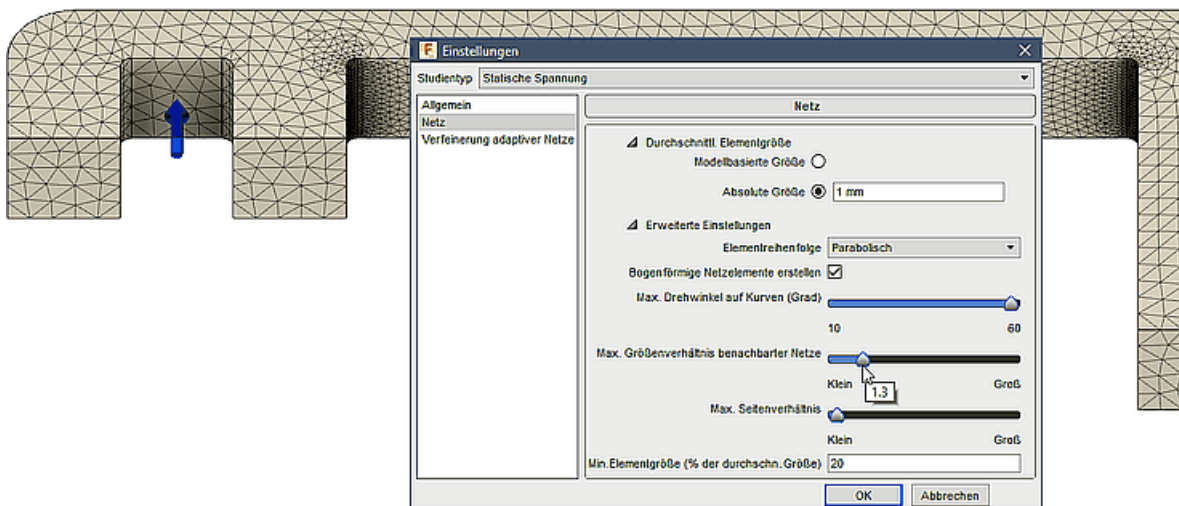 Einstellungen
Studientyp Statische Spannung
Allgemein
Netz
Verfeinerung adaptiver Netze
Netz
Durchschnittl. Elementgröße
Modellbasierte Größe
Absolute Größe 1 mm
Erweiterte Einstellungen
Elementreihenfolge Parabolisch
Bogenförmige Netzelemente erstellen
Max. Drehwinkel auf Kurven (Grad)
10 60
Max. Größenverhältnis benachbarter Netze
Klein Groß
1.3
Max. Seitenverhältnis
Klein Groß
Min.Elementgröße (% der durchschn. Größe) 20
OK Abbrechen